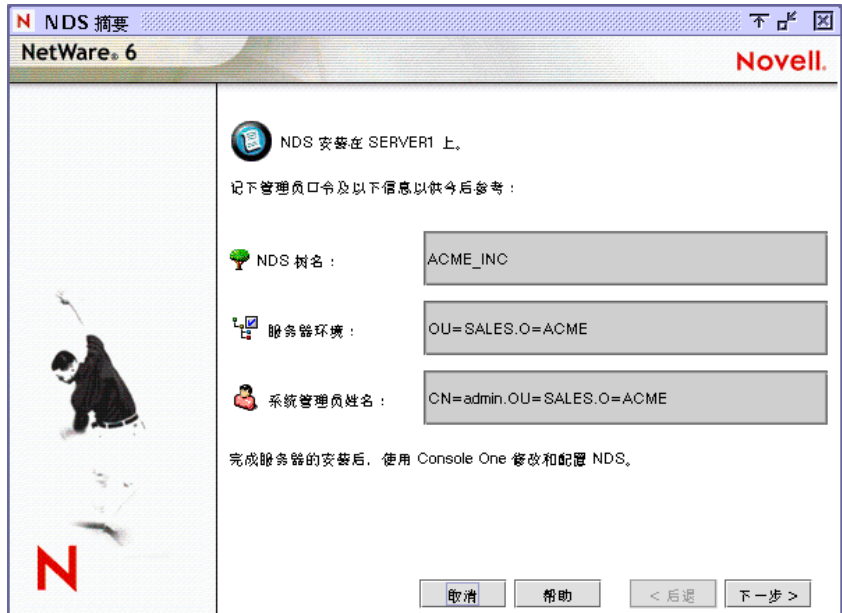 N NDS 摘要
NetWare® 6
Novell.
NDS 安装在 SERVER1 上。
记下管理员口令及以下信息以供今后参考：
NDS 树名：
ACME_INC
服务器环境：
OU=SALES.O=ACME
系统管理员姓名：
CN=admin.OU=SALES.O=ACME
完成服务器的安装后，使用 Console One 修改和配置 NDS。
N
取消
帮助
< 后退
下一步 >